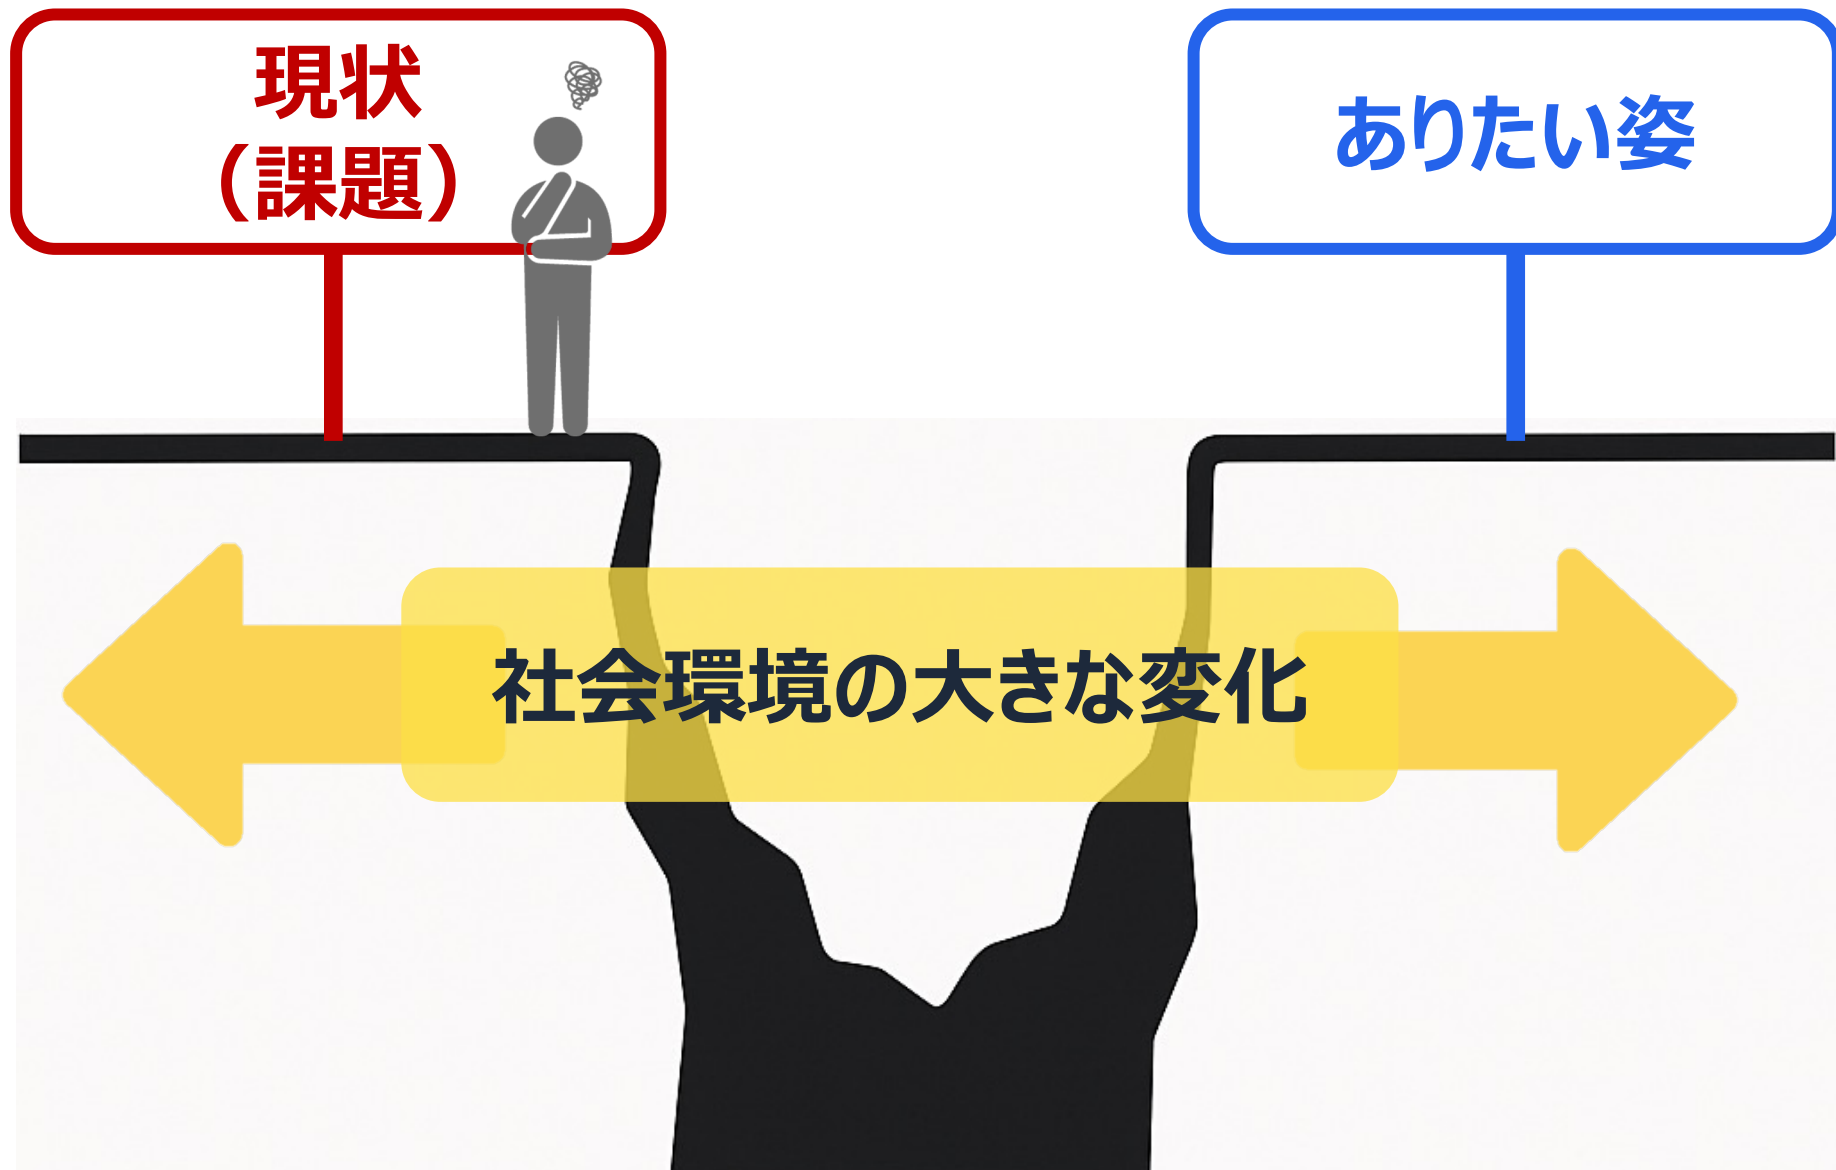 現状
（課題）
ありたい姿
社会環境の大きな変化